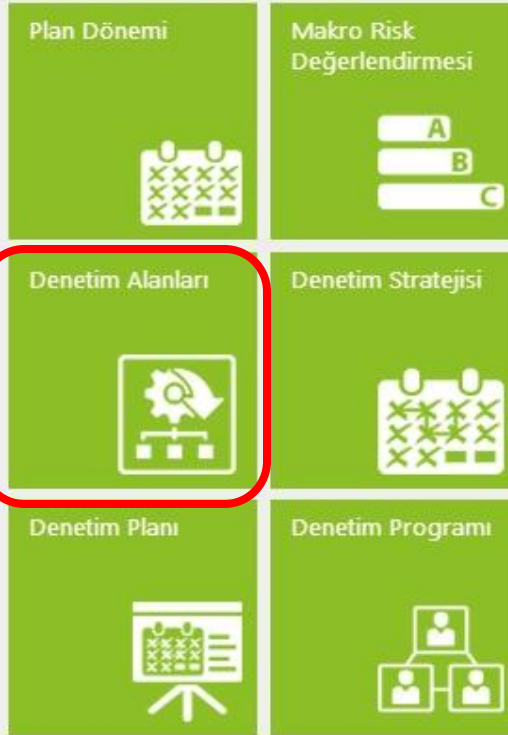 Plan Dönemi
Makro Risk
Değerlendirmesi
A
B
C
Denetim Alanları
Denetim Stratejisi
Denetim Planı
Denetim Programı